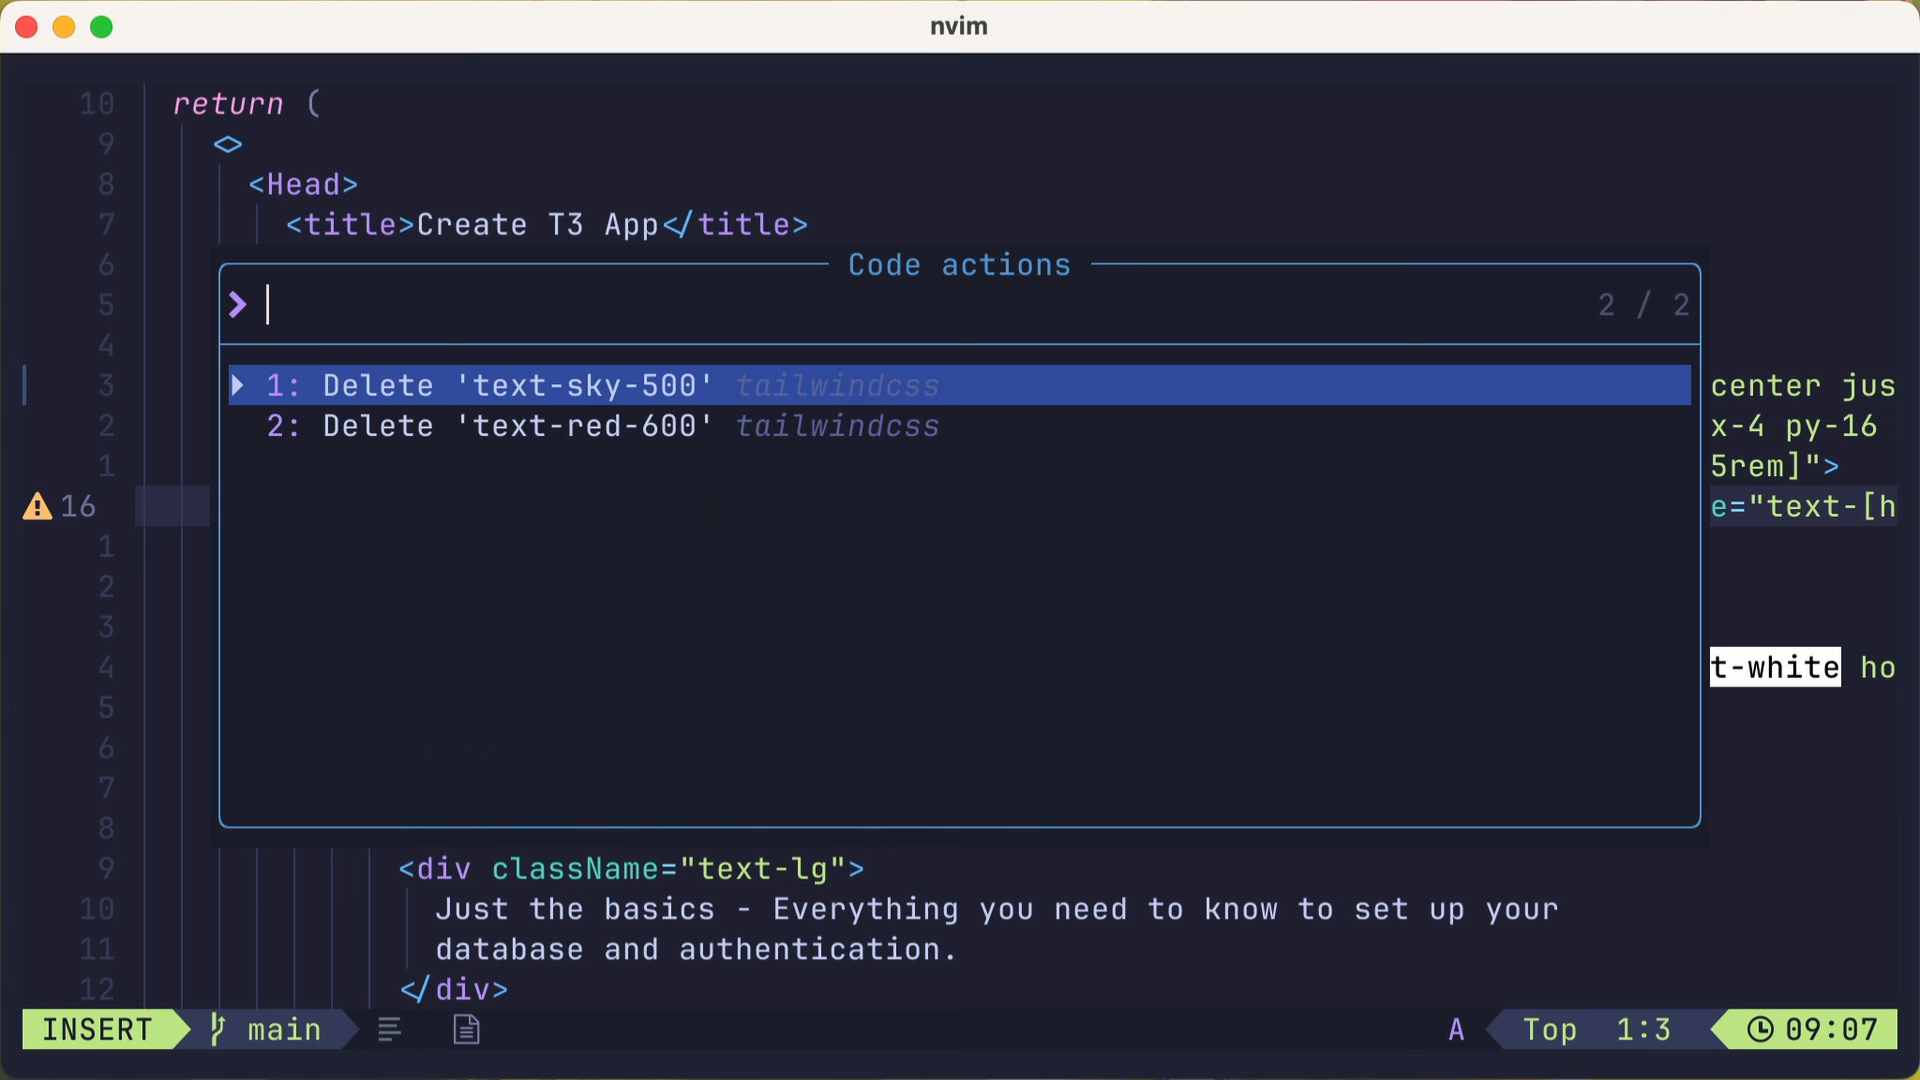 nvim
10 return (
9 <>
8 <Head>
7 <title>Create T3 App</title>
6 Code actions
5 > 2 / 2
4
3 1: Delete 'text-sky-500' tailwindcss center jus
2 2: Delete 'text-red-600' tailwindcss x-4 py-16
1 5rem]">
16 e="text-[h
1
2
3
4 t-white ho
5
6
7
8
9 <div className="text-lg">
10 Just the basics - Everything you need to know to set up your
11 database and authentication.
12 </div>
INSERT main A Top 1:3 09:07